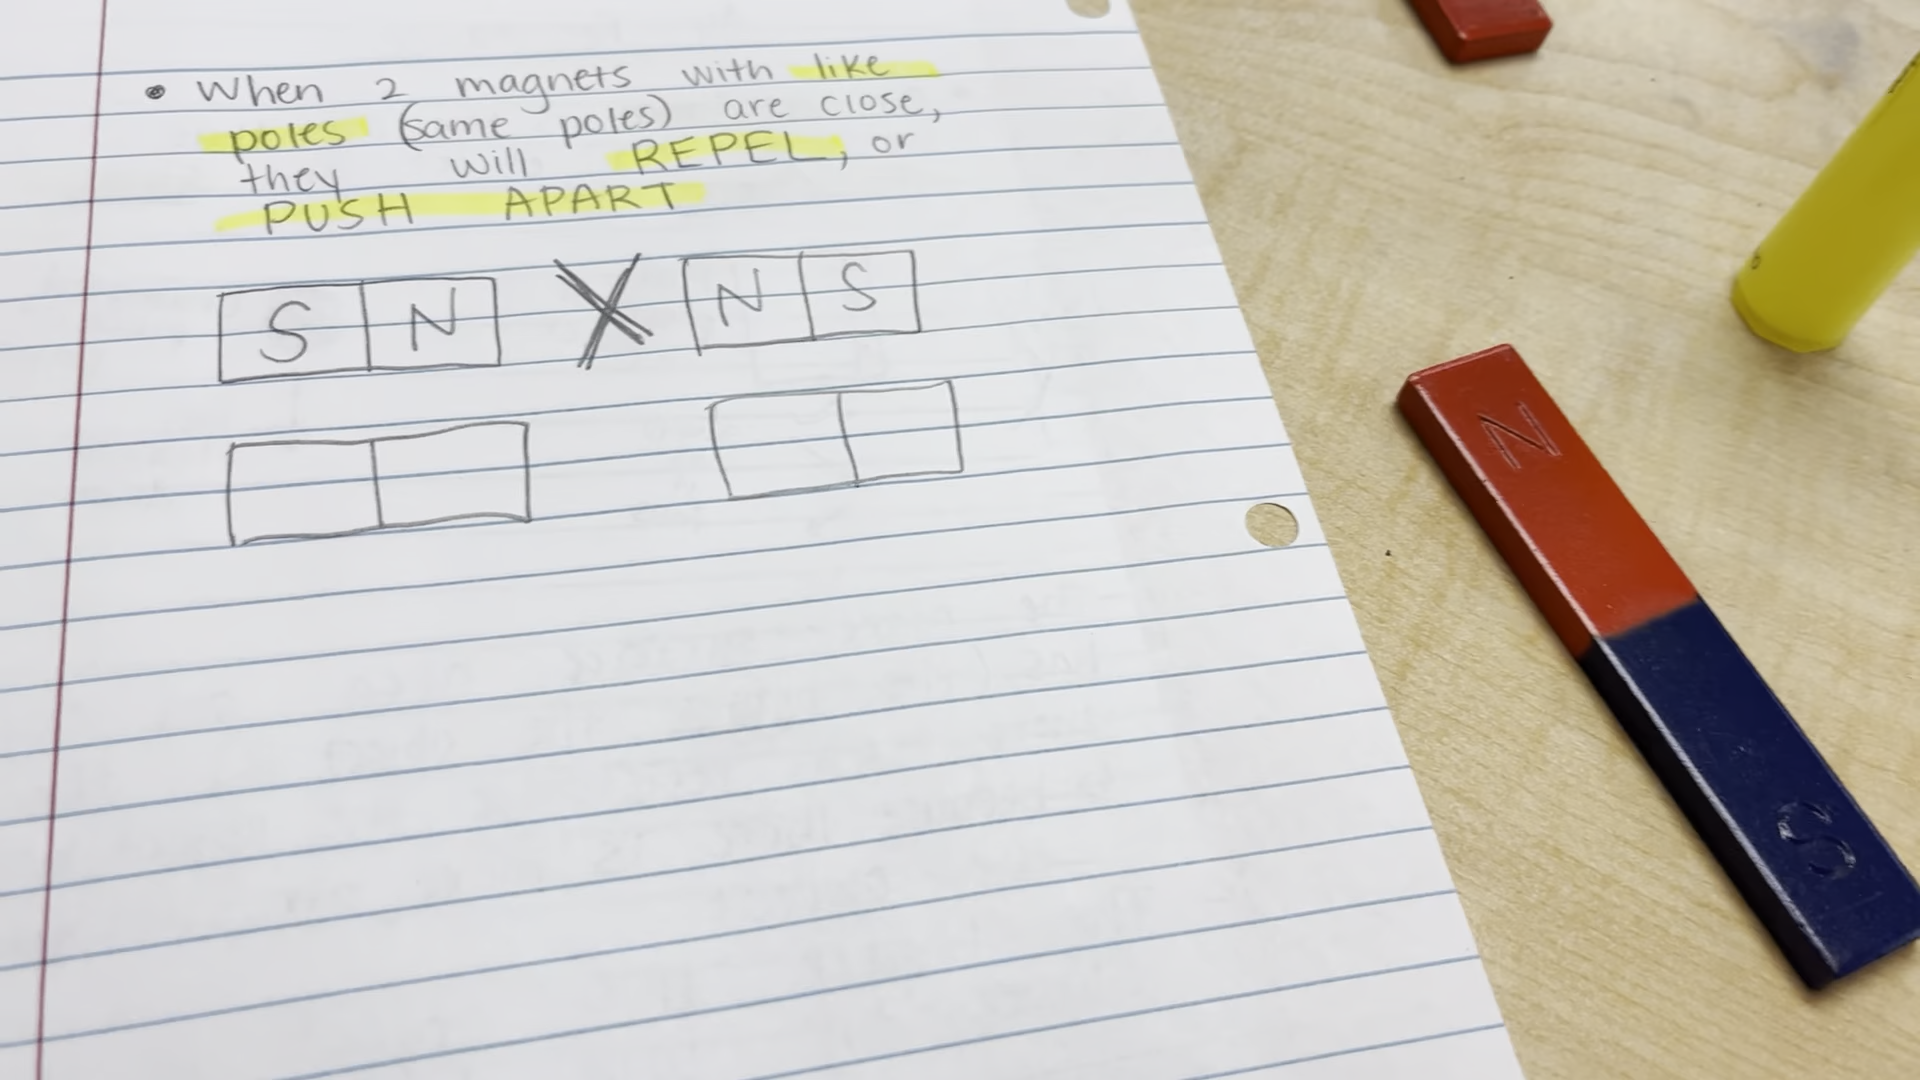 • When 2 magnets with like
poles (same poles) are close,
they will REPEL, or
PUSH APART
S N X N S
N
S